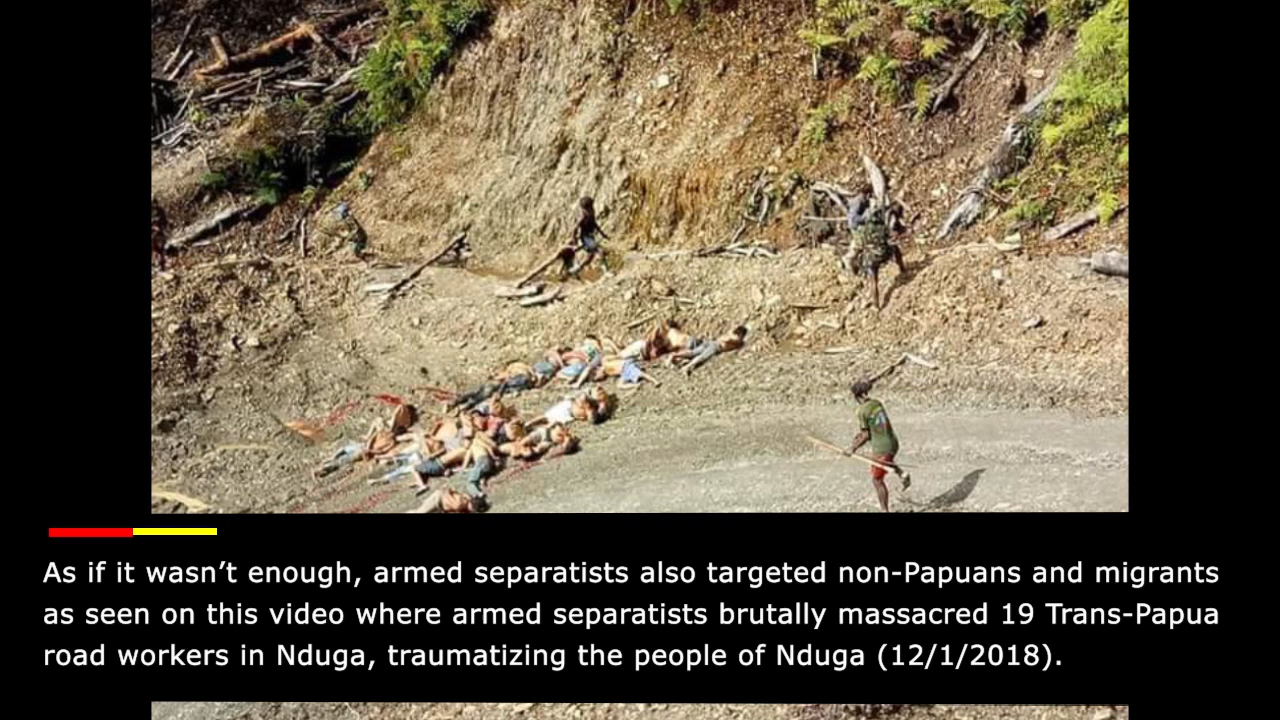 As if it wasn’t enough, armed separatists also targeted non-Papuans and migrants
as seen on this video where armed separatists brutally massacred 19 Trans-Papua
road workers in Nduga, traumatizing the people of Nduga (12/1/2018).